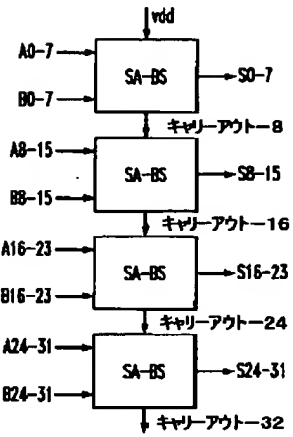 vdd
A0-7
B0-7
SA-BS
S0-7
キャリーアウト-8
A8-15
B8-15
SA-BS
S8-15
キャリーアウト-16
A16-23
B16-23
SA-BS
S16-23
キャリーアウト-24
A24-31
B24-31
SA-BS
S24-31
キャリーアウト-32